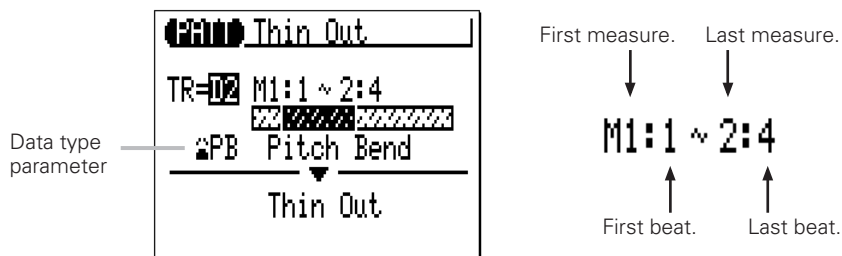 PATT Thin Out
TR=D2 M1:1 ~ 2:4
PB Pitch Bend
Thin Out
Data type
parameter
First measure. Last measure.
M1:1 ~ 2:4
First beat. Last beat.